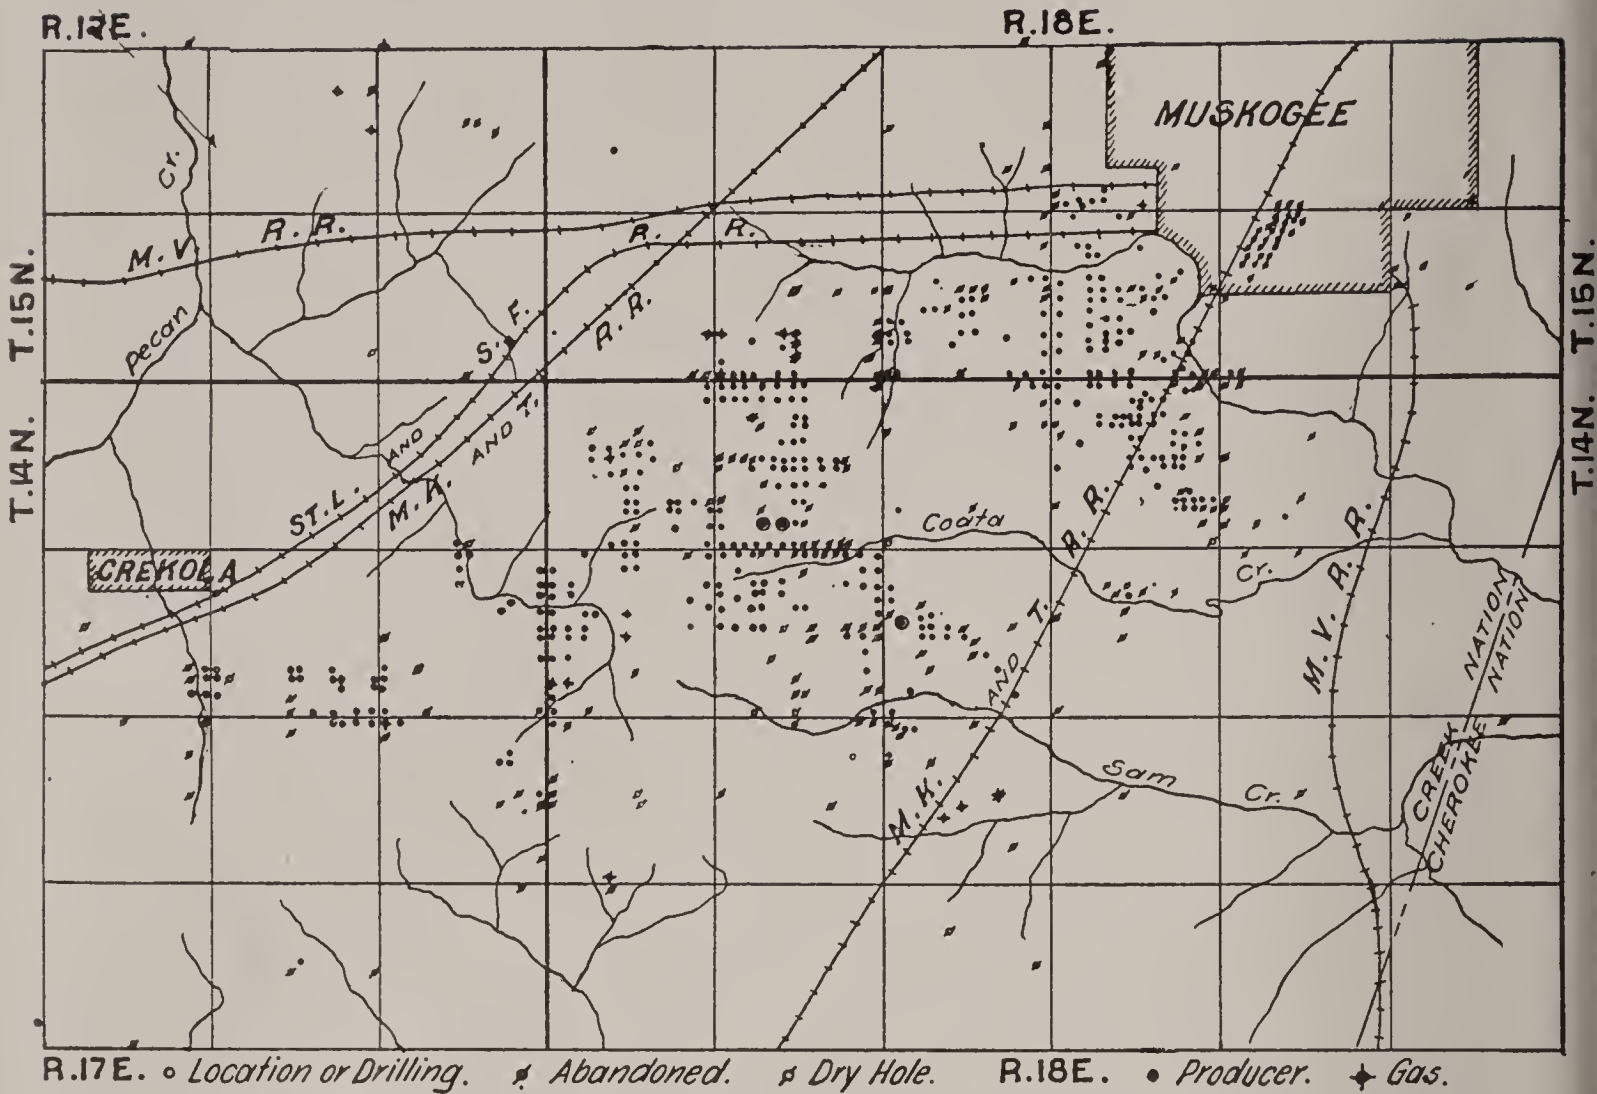 R.17E. R.18E.
MUSKOGEE
Cr.
M.V. R.R.
R. R.
T.15N. T.15N.
Pecan
S. F.
R.R.
T.14N. T.14N.
AND
AND T.
ST.L.
M.K.
Coata
Cr.
R. R.
M. V. R. R.
CREKOLA
AND T.
NATION
NATION
CREEK
CHEROKEE
Sam
Cr.
M.K.
R.17E. Location or Drilling. Abandoned. Dry Hole. R.18E. Producer. Gas.